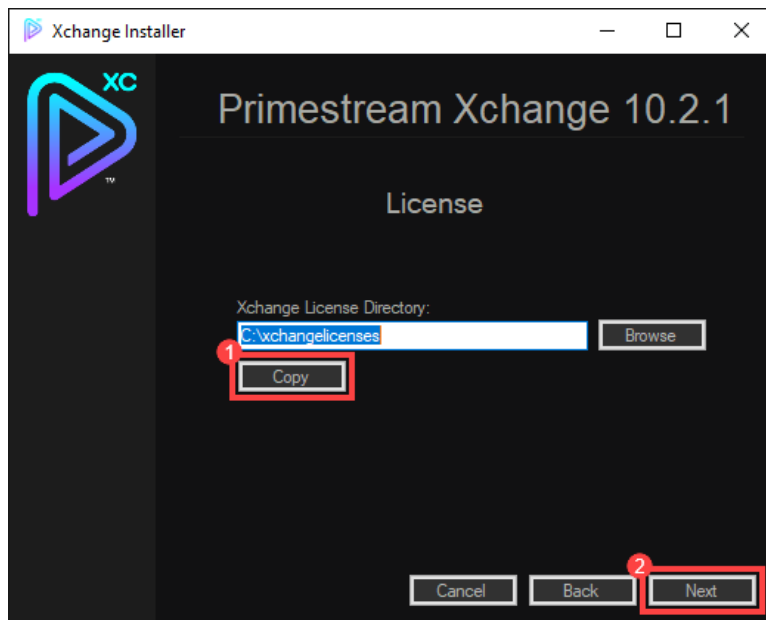 Xchange Installer
XC
TM
Primestream Xchange 10.2.1
License
Xchange License Directory:
C:\xchangelicenses
Browse
1
Copy
2
Cancel
Back
Next